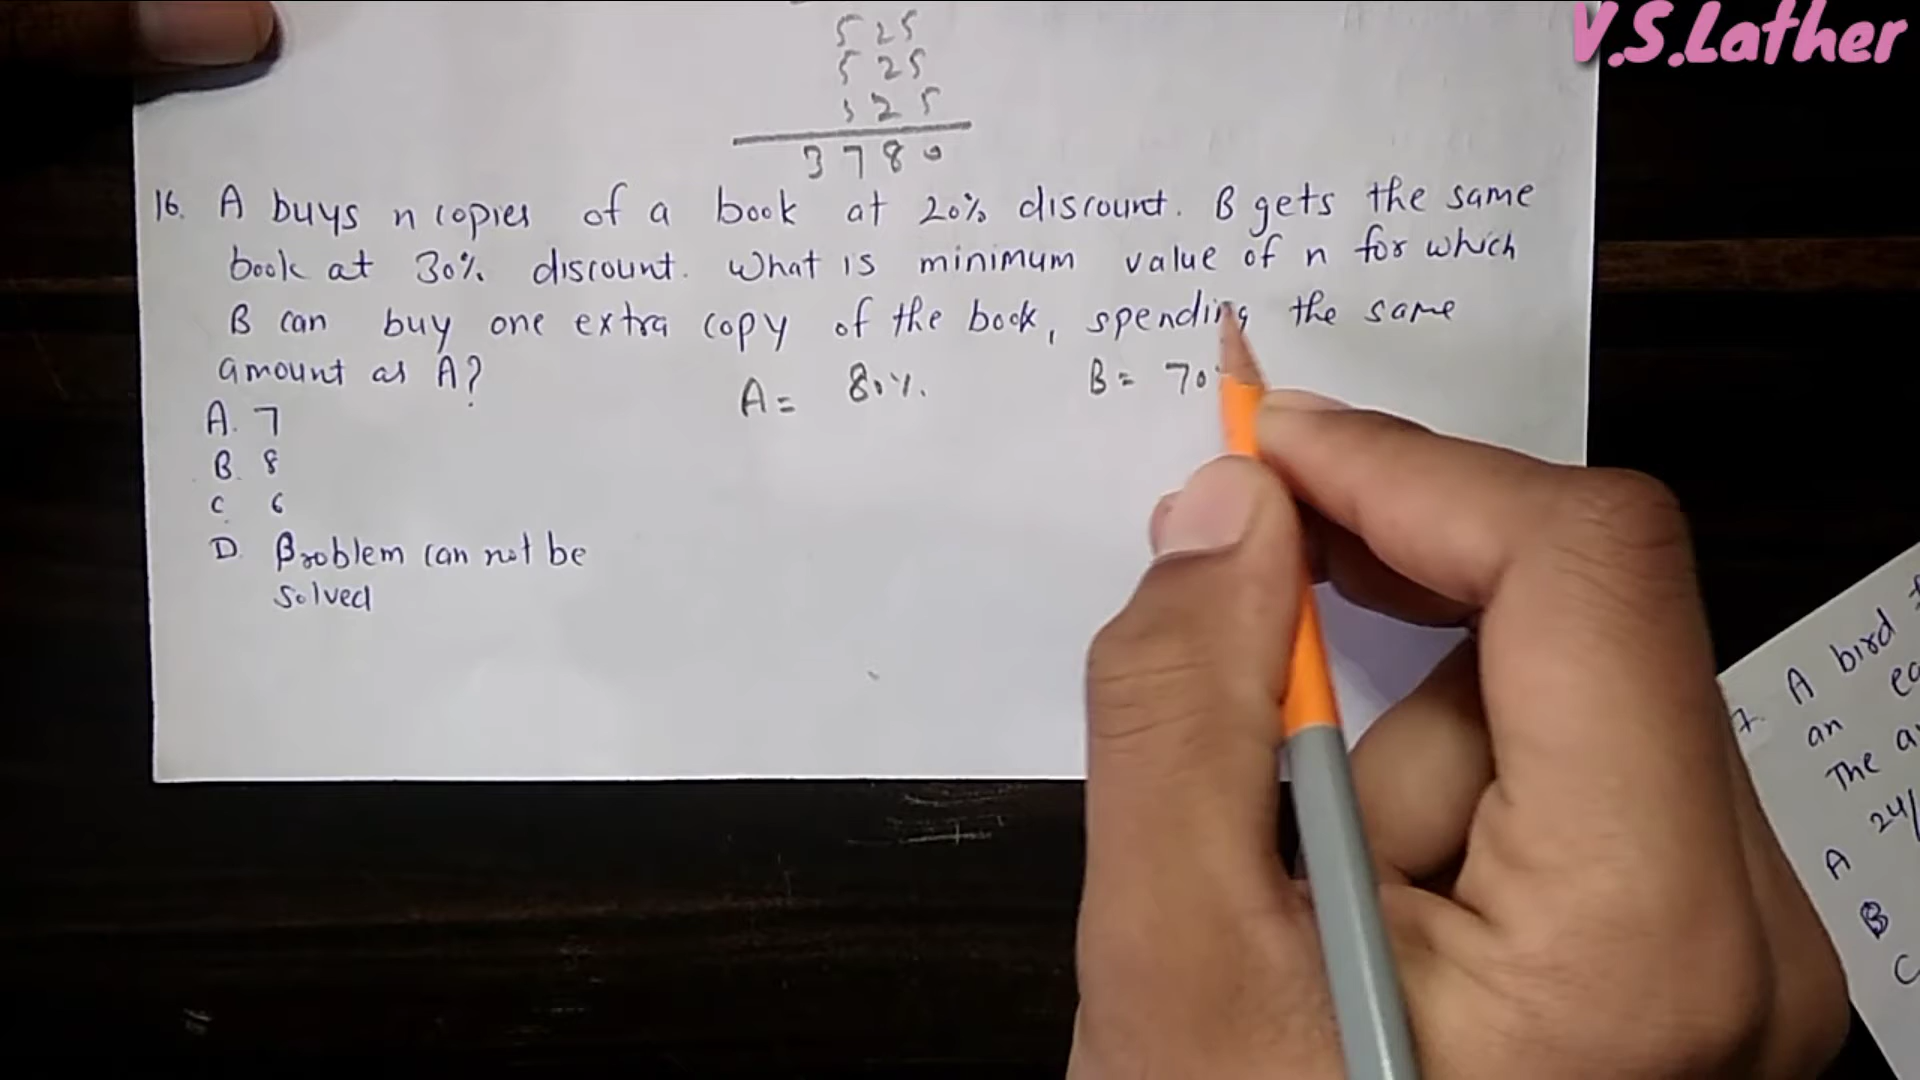 V.S.Lather
525
525
525
3780
16. A buys n copies of a book at 20% discount. B gets the same
book at 30% discount. What is minimum value of n for which
B can buy one extra copy of the book, spending the same
amount as A?
A = 80%.
B = 70
A. 7
B. 8
C 6
D. Problem can not be
solved
7. A bird
an
The
24/
A
B
C